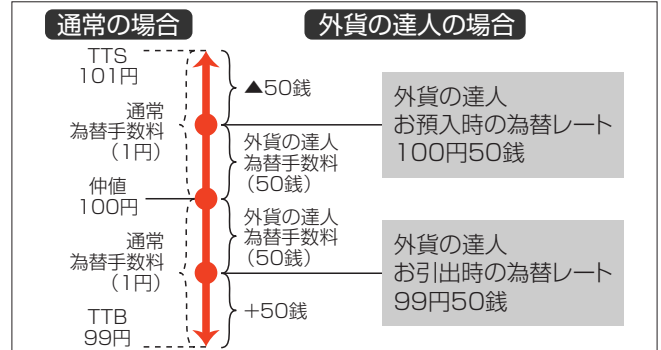 通常の場合
外貨の達人の場合
TTS
101円
通常
為替手数料
（1円）
仲値
100円
通常
為替手数料
（1円）
TTB
99円
▲50銭
外貨の達人
為替手数料
（50銭）
外貨の達人
為替手数料
（50銭）
+50銭
外貨の達人
お預入時の為替レート
100円50銭
外貨の達人
お引出時の為替レート
99円50銭